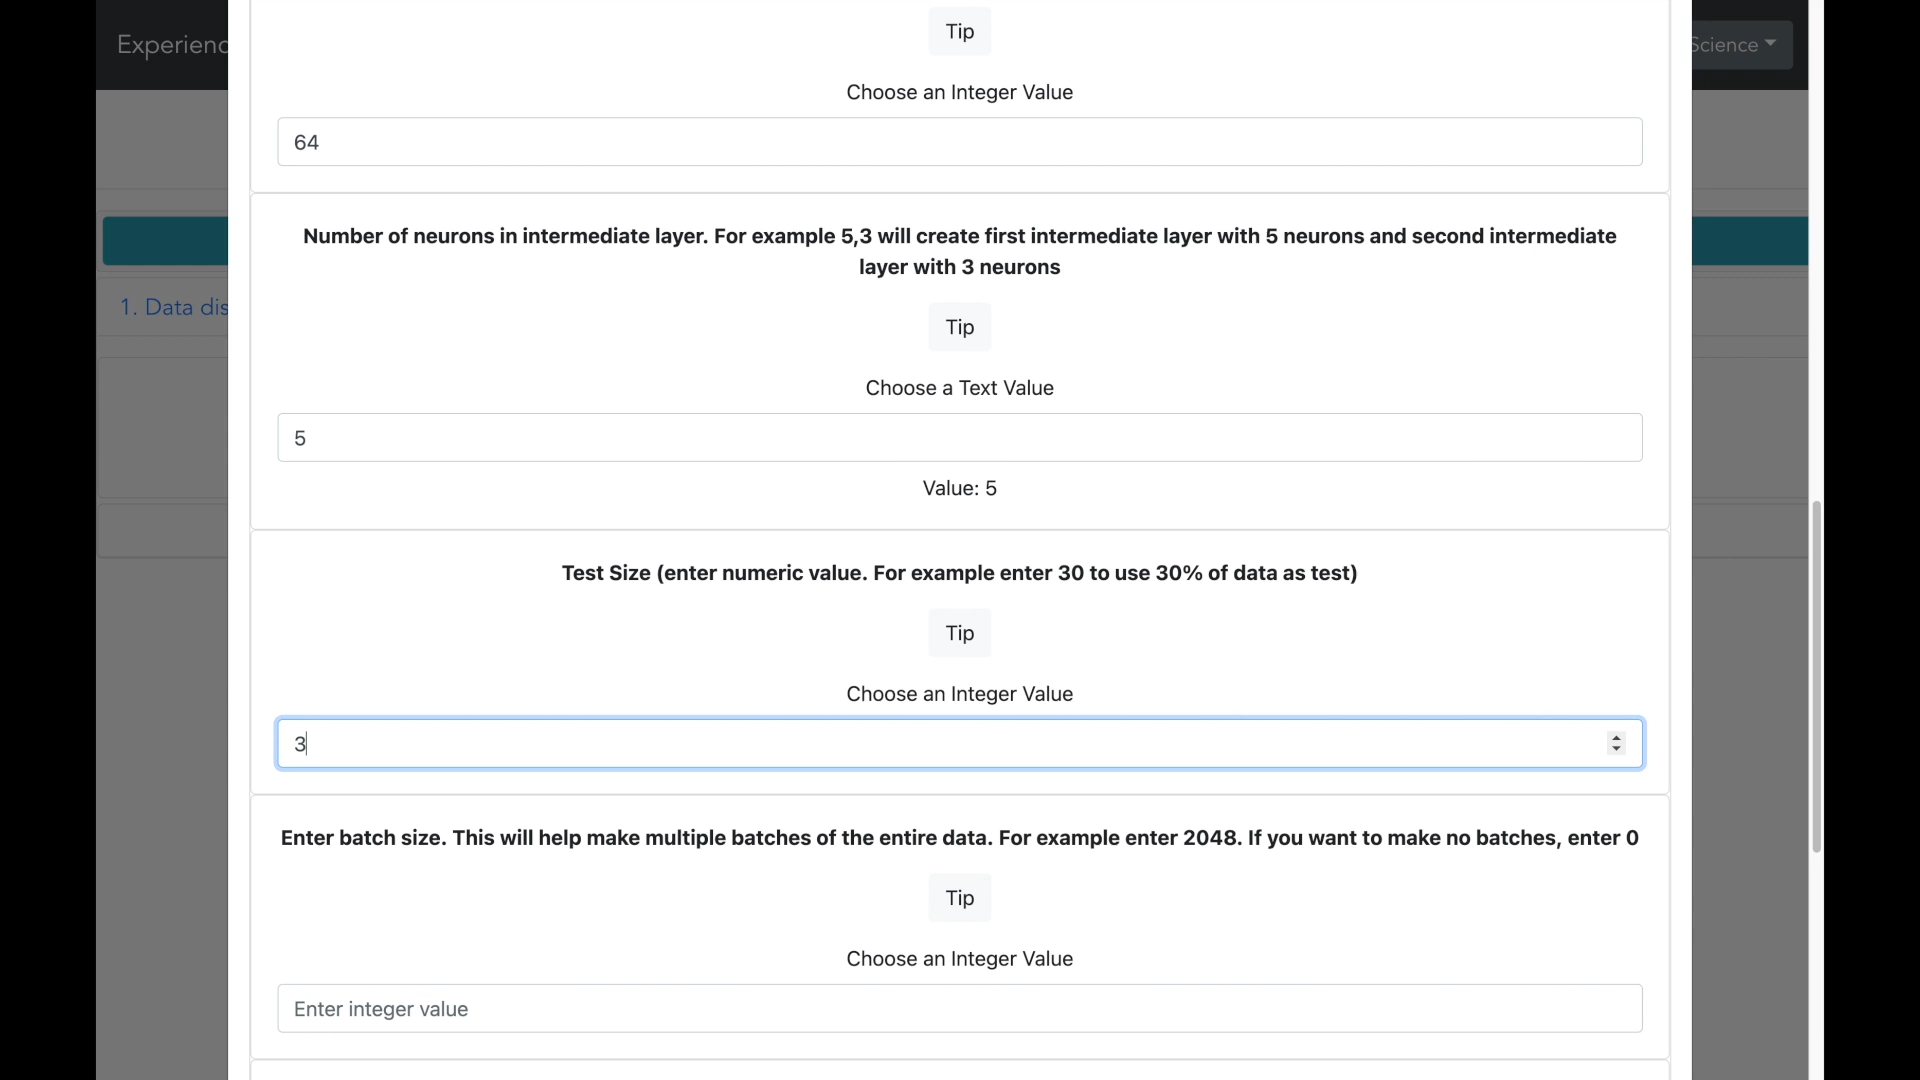 Experienc
Science
Tip
Choose an Integer Value
64
Number of neurons in intermediate layer. For example 5,3 will create first intermediate layer with 5 neurons and second intermediate
layer with 3 neurons
1. Data dis
Tip
Choose a Text Value
5
Value: 5
Test Size (enter numeric value. For example enter 30 to use 30% of data as test)
Tip
Choose an Integer Value
3
Enter batch size. This will help make multiple batches of the entire data. For example enter 2048. If you want to make no batches, enter 0
Tip
Choose an Integer Value
Enter integer value